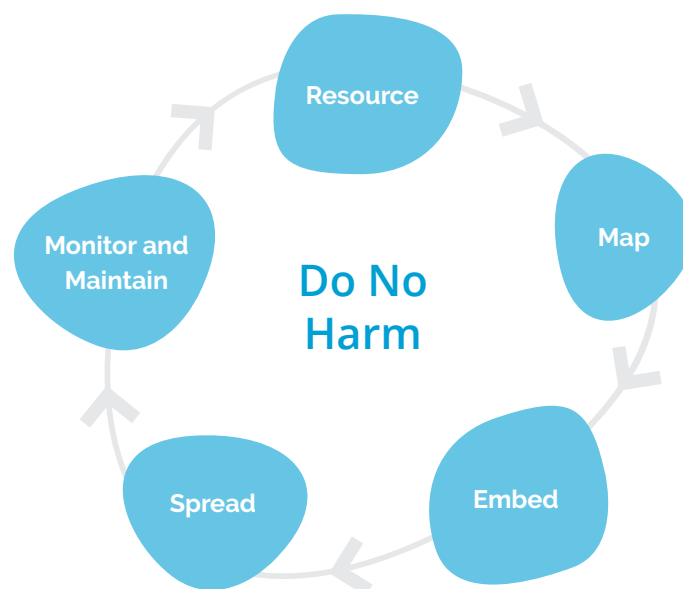 Resource
Map
Monitor and
Maintain
Do No
Harm
Embed
Spread